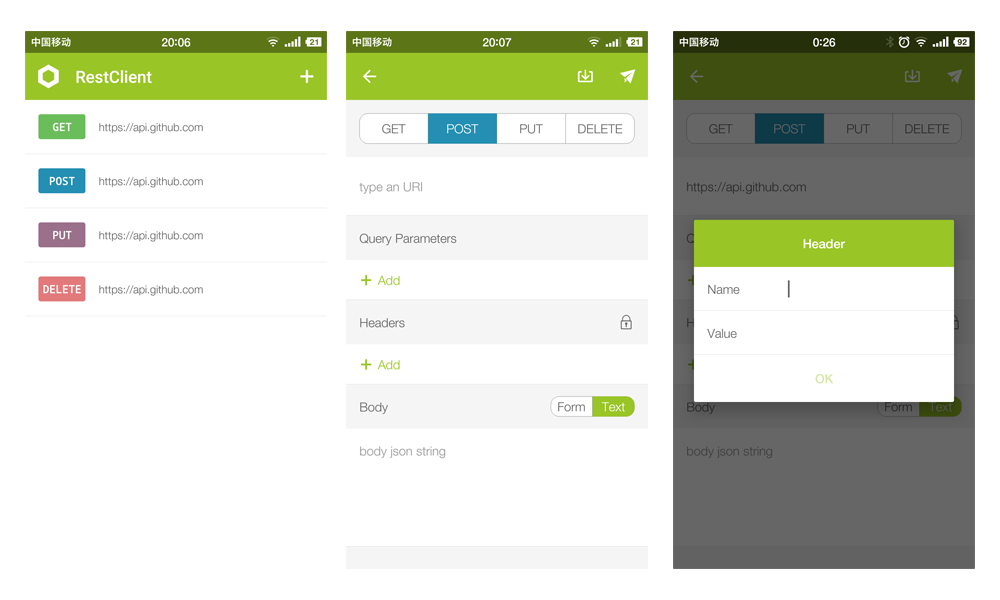 中国移动 20:06 21
RestClient
GET https://api.github.com
POST https://api.github.com
PUT https://api.github.com
DELETE https://api.github.com
中国移动 20:07 21
GET POST PUT DELETE
type an URI
Query Parameters
+ Add
Headers
+ Add
Body Form Text
body json string
中国移动 0:26 92
GET POST PUT DELETE
https://api.github.com
Q
Header
Name
H
Value
OK
Body Form Text
body json string